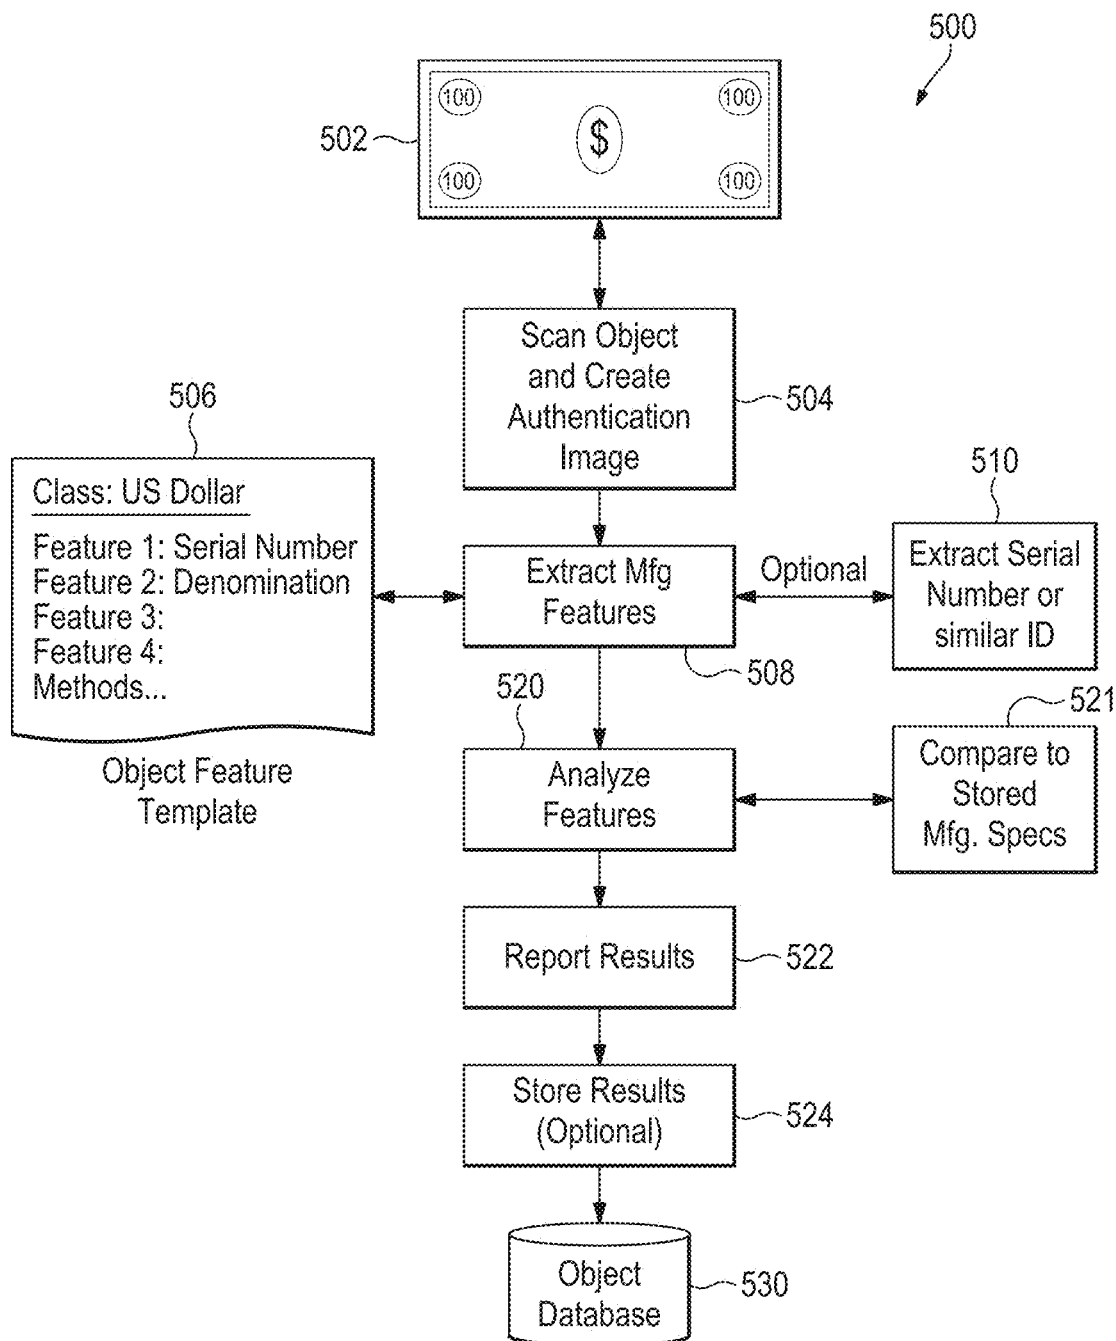 500
100
100
502
$
100
100
Scan Object
and Create
Authentication
Image
504
506
Class: US Dollar
Feature 1: Serial Number
Feature 2: Denomination
Feature 3:
Feature 4:
Methods...
Object Feature
Template
Extract Mfg
Features
508
Optional
510
Extract Serial
Number or
similar ID
520
Analyze
Features
521
Compare to
Stored
Mfg. Specs
Report Results
522
Store Results
(Optional)
524
Object
Database
530